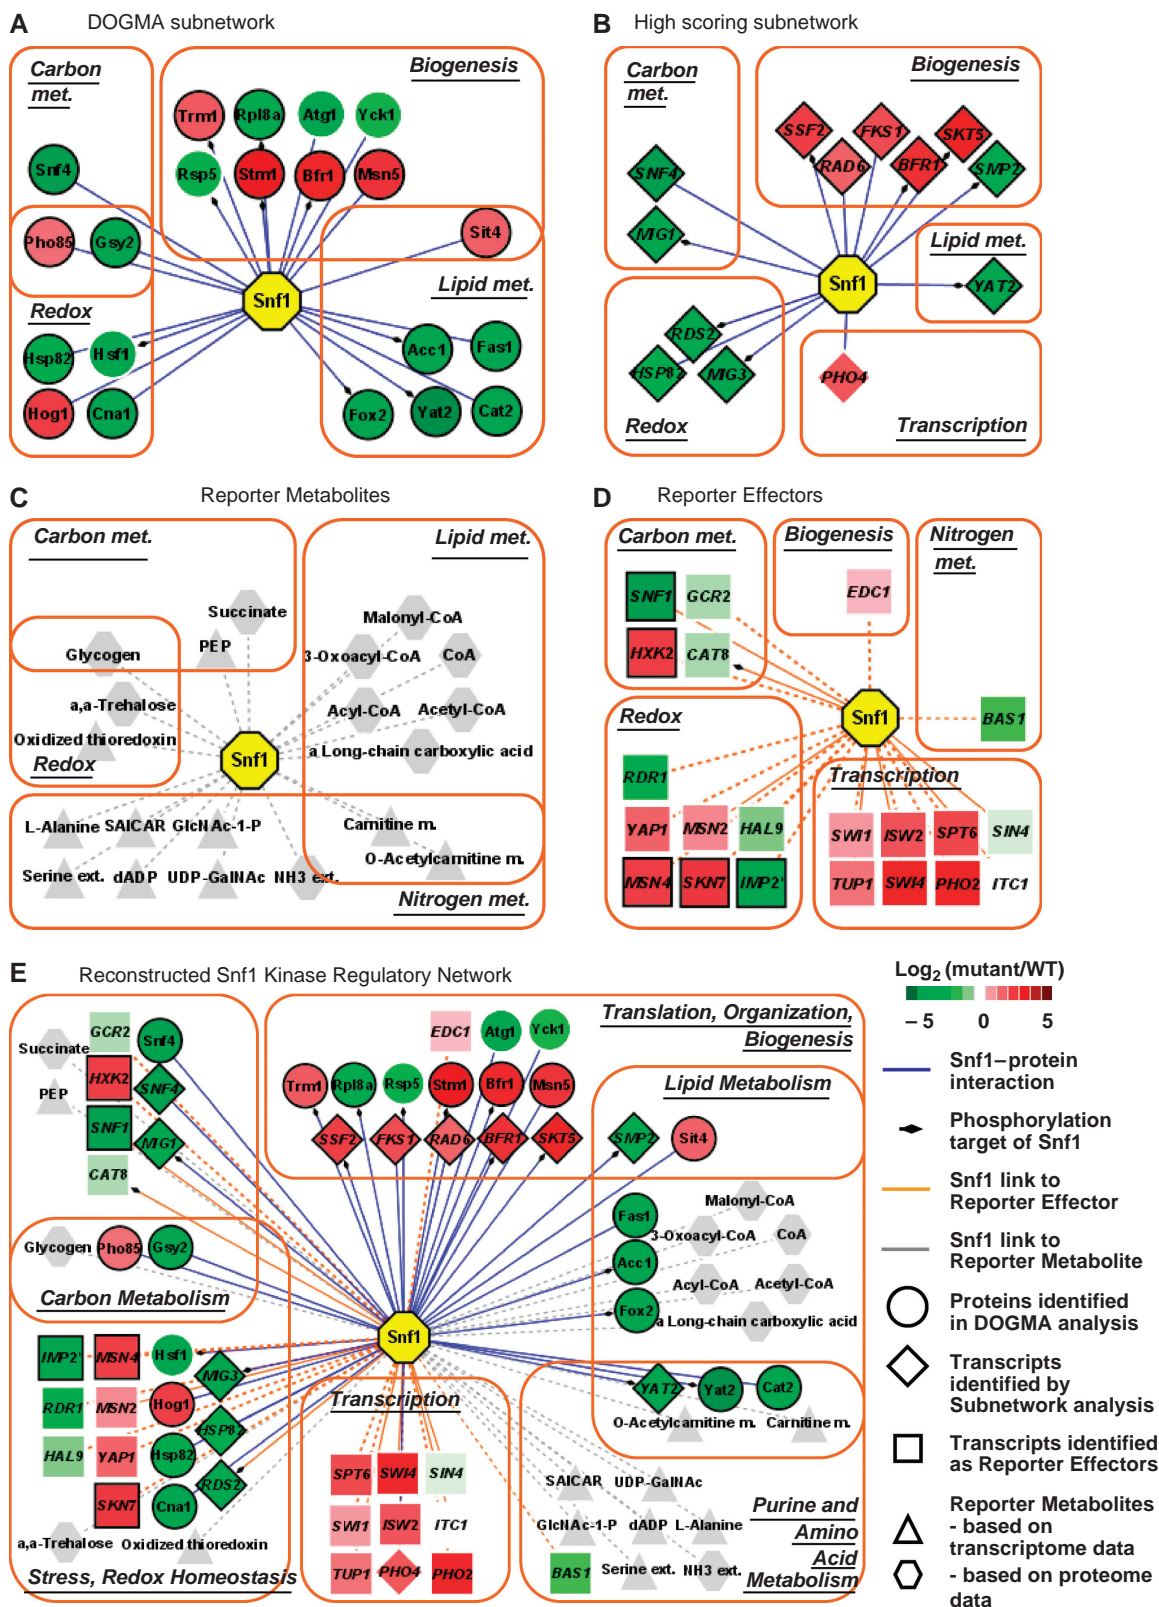 A DOGMA subnetwork
Carbon
met.
Biogenesis
Trm1 Rpl8a Atg1 Yck1
Snf4 Rsp5 Stm1 Bfr1 Msn5
Pho85 Gsy2 Sit4
Snf1 Lipid met.
Redox
Hsp82 Hsf1 Acc1 Fas1
Hog1 Cna1 Fox2 Yat2 Cat2
B High scoring subnetwork
Carbon
met.
Biogenesis
SSF2 FKS1 SKT5
SNF4 RAD6 BFR1 SMP2
MIG1
Lipid met.
Snf1 YAT2
RDS2
HSP82 MIG3 PHO4
Redox Transcription
C Reporter Metabolites
Carbon met. Lipid met.
Succinate Malonyl-CoA
Glycogen PEP 3-Oxoacyl-CoA CoA
a,a-Trehalose Acyl-CoA Acetyl-CoA
Oxidized thioredoxin a Long-chain carboxylic acid
Redox Snf1
L-Alanine SAICAR GlcNAc-1-P Carnitine m.
O-Acetylcarnitine m.
Serine ext. dADP UDP-GalNAc NH3 ext.
Nitrogen met.
D Reporter Effectors
Carbon met. Biogenesis Nitrogen
met.
SNF1 GCR2 EDC1
HXK2 CAT8
Redox Snf1 BAS1
RDR1 Transcription
YAP1 MSN2 HAL9 SWI1 ISW2 SPT6 SIN4
MSN4 SKN7 IMP2' TUP1 SWI4 PHO2 ITC1
E Reconstructed Snf1 Kinase Regulatory Network
GCR2 Snf4
Succinate
HXK2 SNF4
PEP
SNF1 MIG1
CAT8
Glycogen Pho85 Gsy2
Carbon Metabolism
Translation, Organization,
Biogenesis
EDC1 Atg1 Yck1
Trm1 Rpl8a Rsp5 Stm1 Bfr1 Msn5
SSF2 FKS1 RAD6 BFR1 SKT5
Lipid Metabolism
SMP2 Sit4
Malonyl-CoA
Fas1
3-Oxoacyl-CoA CoA
Acc1
Acyl-CoA Acetyl-CoA
Fox2
a Long-chain carboxylic acid
Snf1
YAT2 Yat2 Cat2
O-Acetylcarnitine m. Carnitine m.
IMP2' MSN4 Hsf1
MIG3
RDR1 MSN2 Hog1
HSP82
HAL9 YAP1 Hsp82
RDS2
SKN7 Cna1
a,a-Trehalose Oxidized thioredoxin
Stress, Redox Homeostasis
Transcription
SPT6 SWI4 SIN4
SWI1 ISW2 ITC1
TUP1 PHO4 PHO2
SAICAR UDP-GalNAc
GlcNAc-1-P dADP L-Alanine
BAS1 Serine ext. NH3 ext.
Purine and
Amino
Acid
Metabolism
Log2 (mutant/WT)
–5 0 5
Snf1–protein
interaction
Phosphorylation
target of Snf1
Snf1 link to
Reporter Effector
Snf1 link to
Reporter Metabolite
Proteins identified
in DOGMA analysis
Transcripts
identified by
Subnetwork analysis
Transcripts identified
as Reporter Effectors
Reporter Metabolites
- based on
transcriptome data
- based on proteome
data